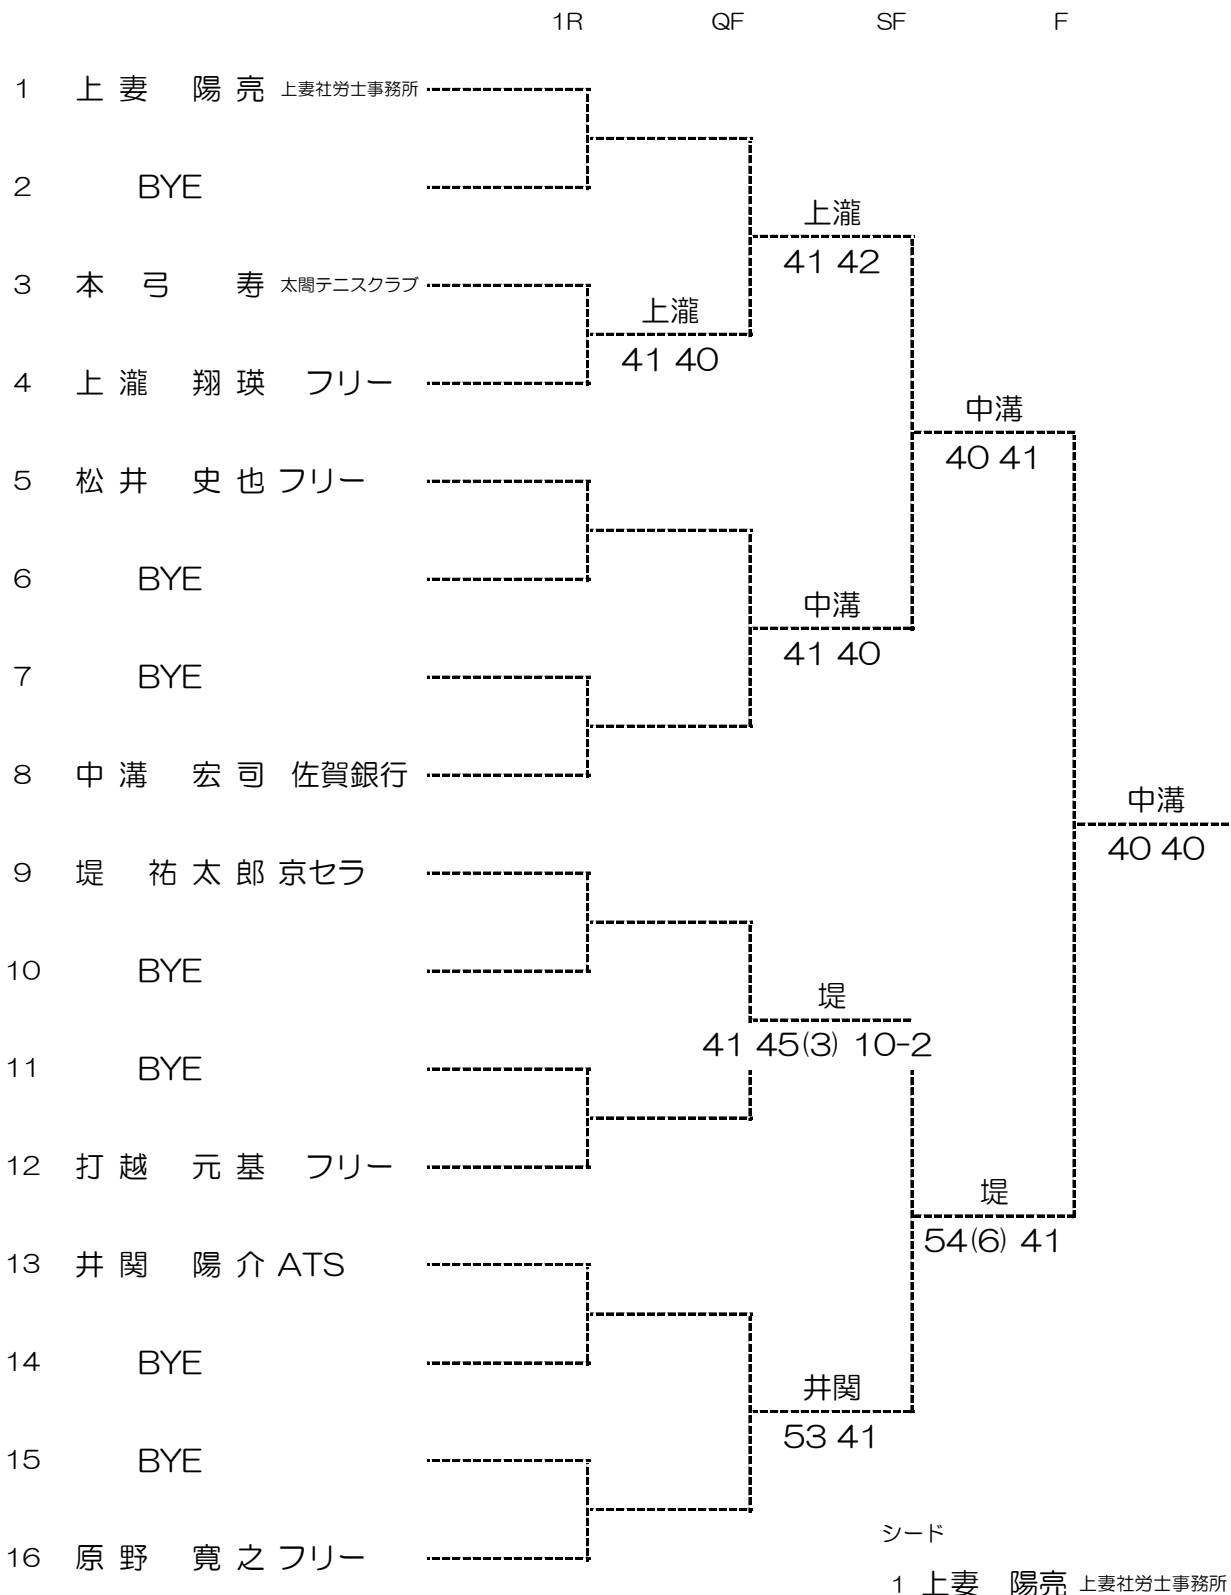 1R QF SF F
1 上妻 陽亮 上妻社労士事務所
2 BYE
上瀧
41 42
3 本弓 寿 太閤テニスクラブ
上瀧
41 40
4 上瀧 翔瑛 フリー
中溝
40 41
5 松井 史也 フリー
6 BYE
中溝
41 40
7 BYE
8 中溝 宏司 佐賀銀行
中溝
40 40
9 堤 祐太郎 京セラ
10 BYE
堤
41 45(3) 10-2
11 BYE
12 打越 元基 フリー
堤
54(6) 41
13 井関 陽介 ATS
14 BYE
井関
53 41
15 BYE
シード
16 原野 寛之 フリー
1 上妻 陽亮 上妻社労士事務所